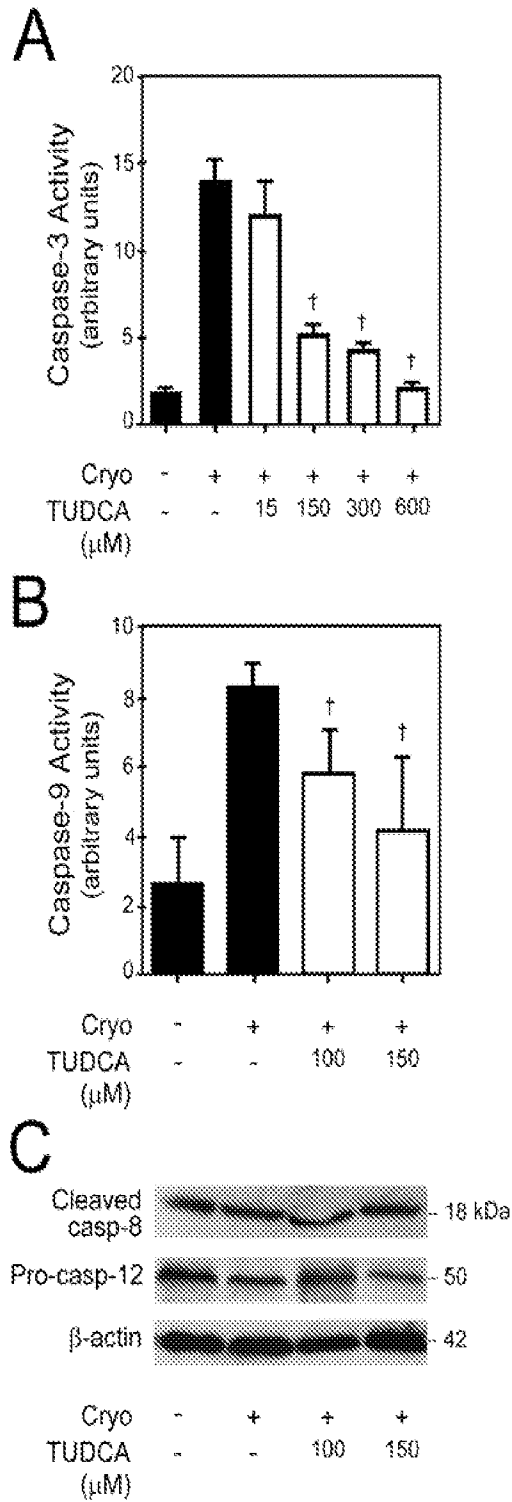 A
Caspase-3 Activity
(arbitrary units)
20
15
10
5
0
†
†
†
Cryo - + + + + +
TUDCA - - 15 150 300 600
(μM)
B
Caspase-9 Activity
(arbitrary units)
10
8
6
4
2
0
†
†
Cryo - + + +
TUDCA - - 100 150
(μM)
C
Cleaved
casp-8
18 kDa
Pro-casp-12
50
β-actin
42
Cryo - + + +
TUDCA - - 100 150
(μM)